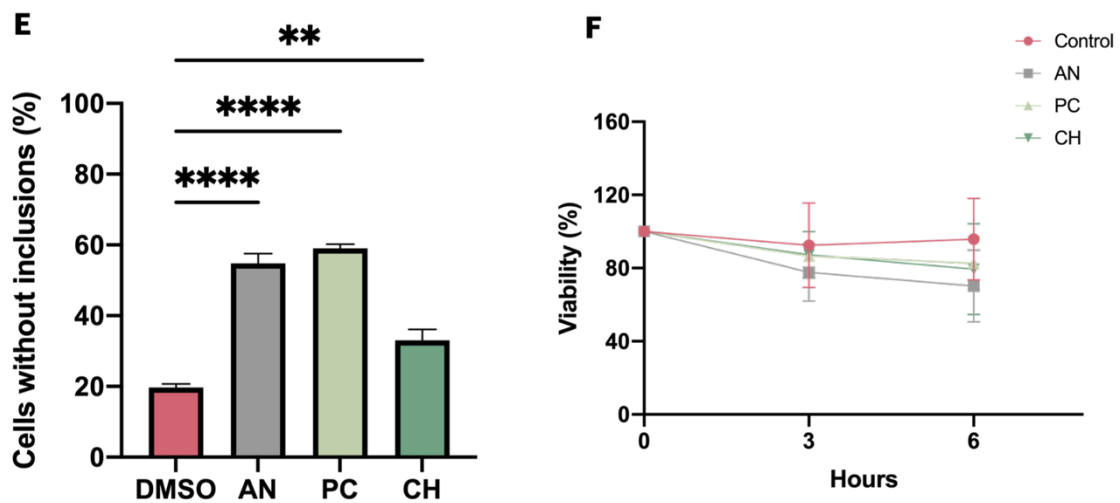 E
**
****
****
Cells without inclusions (%)
100
80
60
40
20
0
DMSO AN PC CH
F
Control
AN
PC
CH
Viability (%)
160
120
80
40
0
0 3 6
Hours